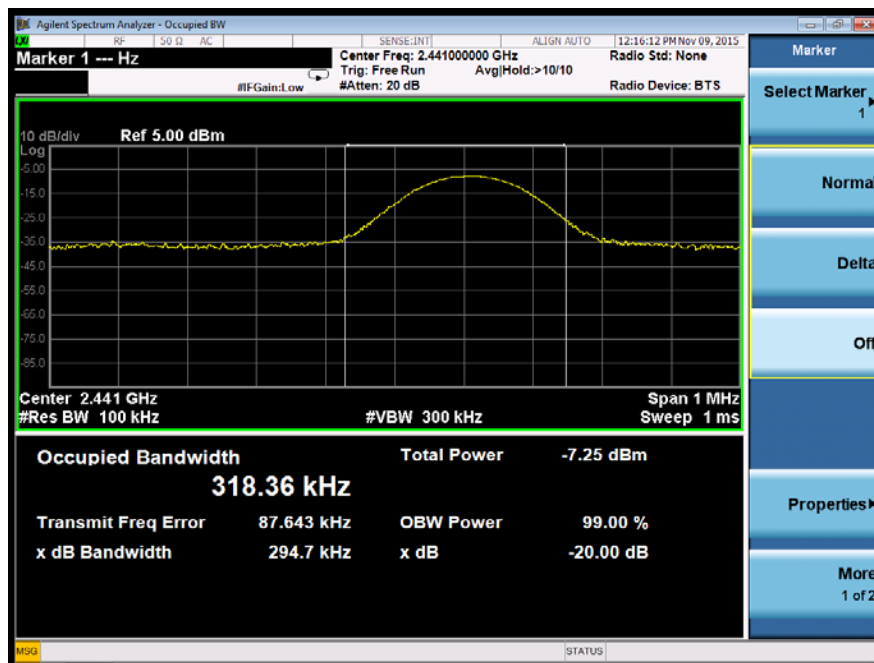 Agilent Spectrum Analyzer - Occupied BW
RF 50 Ω AC SENSE:INT ALIGN AUTO 12:16:12 PM Nov 09, 2015
Marker 1 --- Hz
Center Freq: 2.441000000 GHz
Radio Std: None
Trig: Free Run Avg|Hold:>10/10
#IFGain:Low #Atten: 20 dB
Radio Device: BTS
10 dB/div Ref 5.00 dBm
Log
-5.00
-15.0
-25.0
-35.0
-45.0
-55.0
-65.0
-75.0
-85.0
Center 2.441 GHz Span 1 MHz
#Res BW 100 kHz #VBW 300 kHz Sweep 1 ms
Occupied Bandwidth Total Power -7.25 dBm
318.36 kHz
Transmit Freq Error 87.643 kHz OBW Power 99.00 %
x dB Bandwidth 294.7 kHz x dB -20.00 dB
MSG STATUS
Marker
Select Marker
1
Normal
Delta
Off
Properties
More
1 of 2